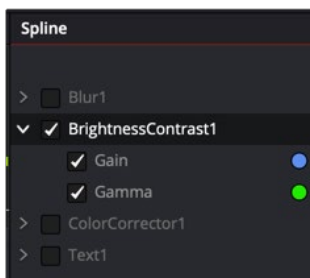 Spline
Blur1
BrightnessContrast1
Gain
Gamma
ColorCorrector1
Text1